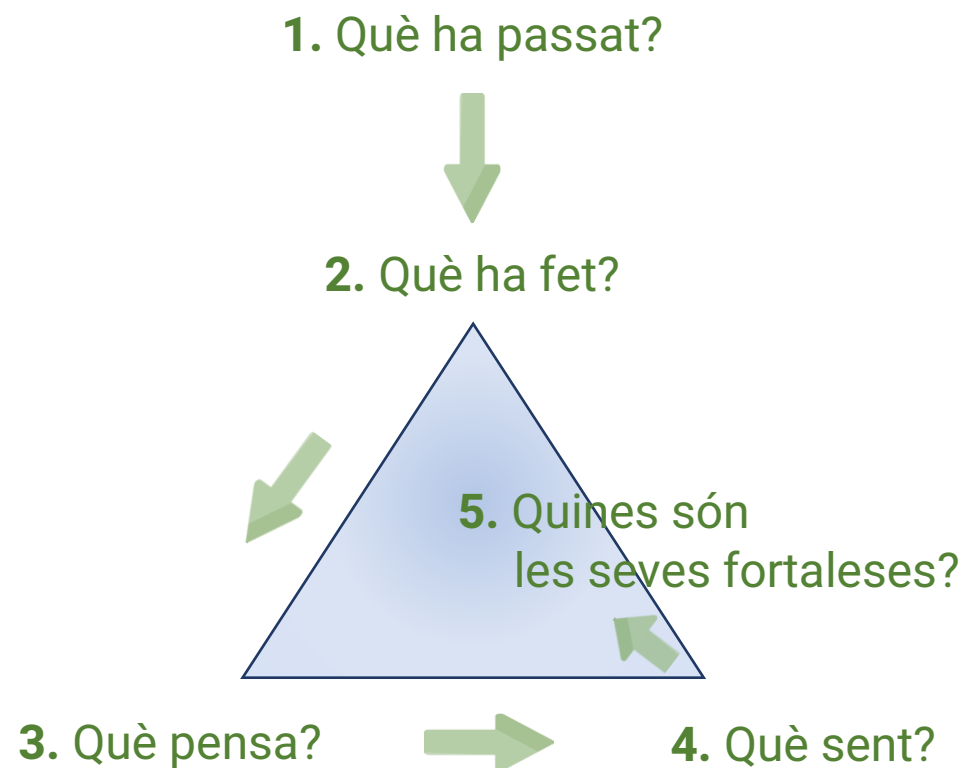 1. Què ha passat?
2. Què ha fet?
5. Quines són
les seves fortaleses?
3. Què pensa?
4. Què sent?